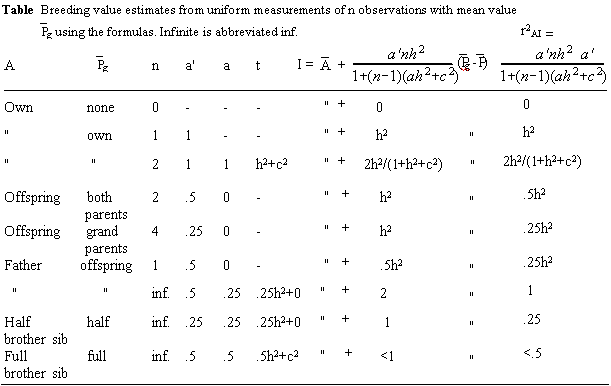 Table Breeding value estimates from uniform measurements of n observations with mean value
P̅g using the formulas. Infinite is abbreviated inf.
r²AI =
A P̅g n a' a t I = A̅ + a'nh² / 1+(n-1)(ah²+c²) (P̅g-P̅) a'nh² a' / 1+(n-1)(ah²+c²)
Own none 0 - - - " + 0 0
" own 1 1 - - " + h² " h²
" " 2 1 1 h²+c² " + 2h²/(1+h²+c²) " 2h²/(1+h²+c²)
Offspring both parents 2 .5 0 - " + h² " .5h²
Offspring grand parents 4 .25 0 - " + h² " .25h²
Father offspring 1 .5 0 - " + .5h² " .25h²
" " inf. .5 .25 .25h²+0 " + 2 " 1
Half brother sib half inf. .25 .25 .25h²+0 " + 1 " .25
Full brother sib full inf. .5 .5 .5h²+c² " + <1 " <.5